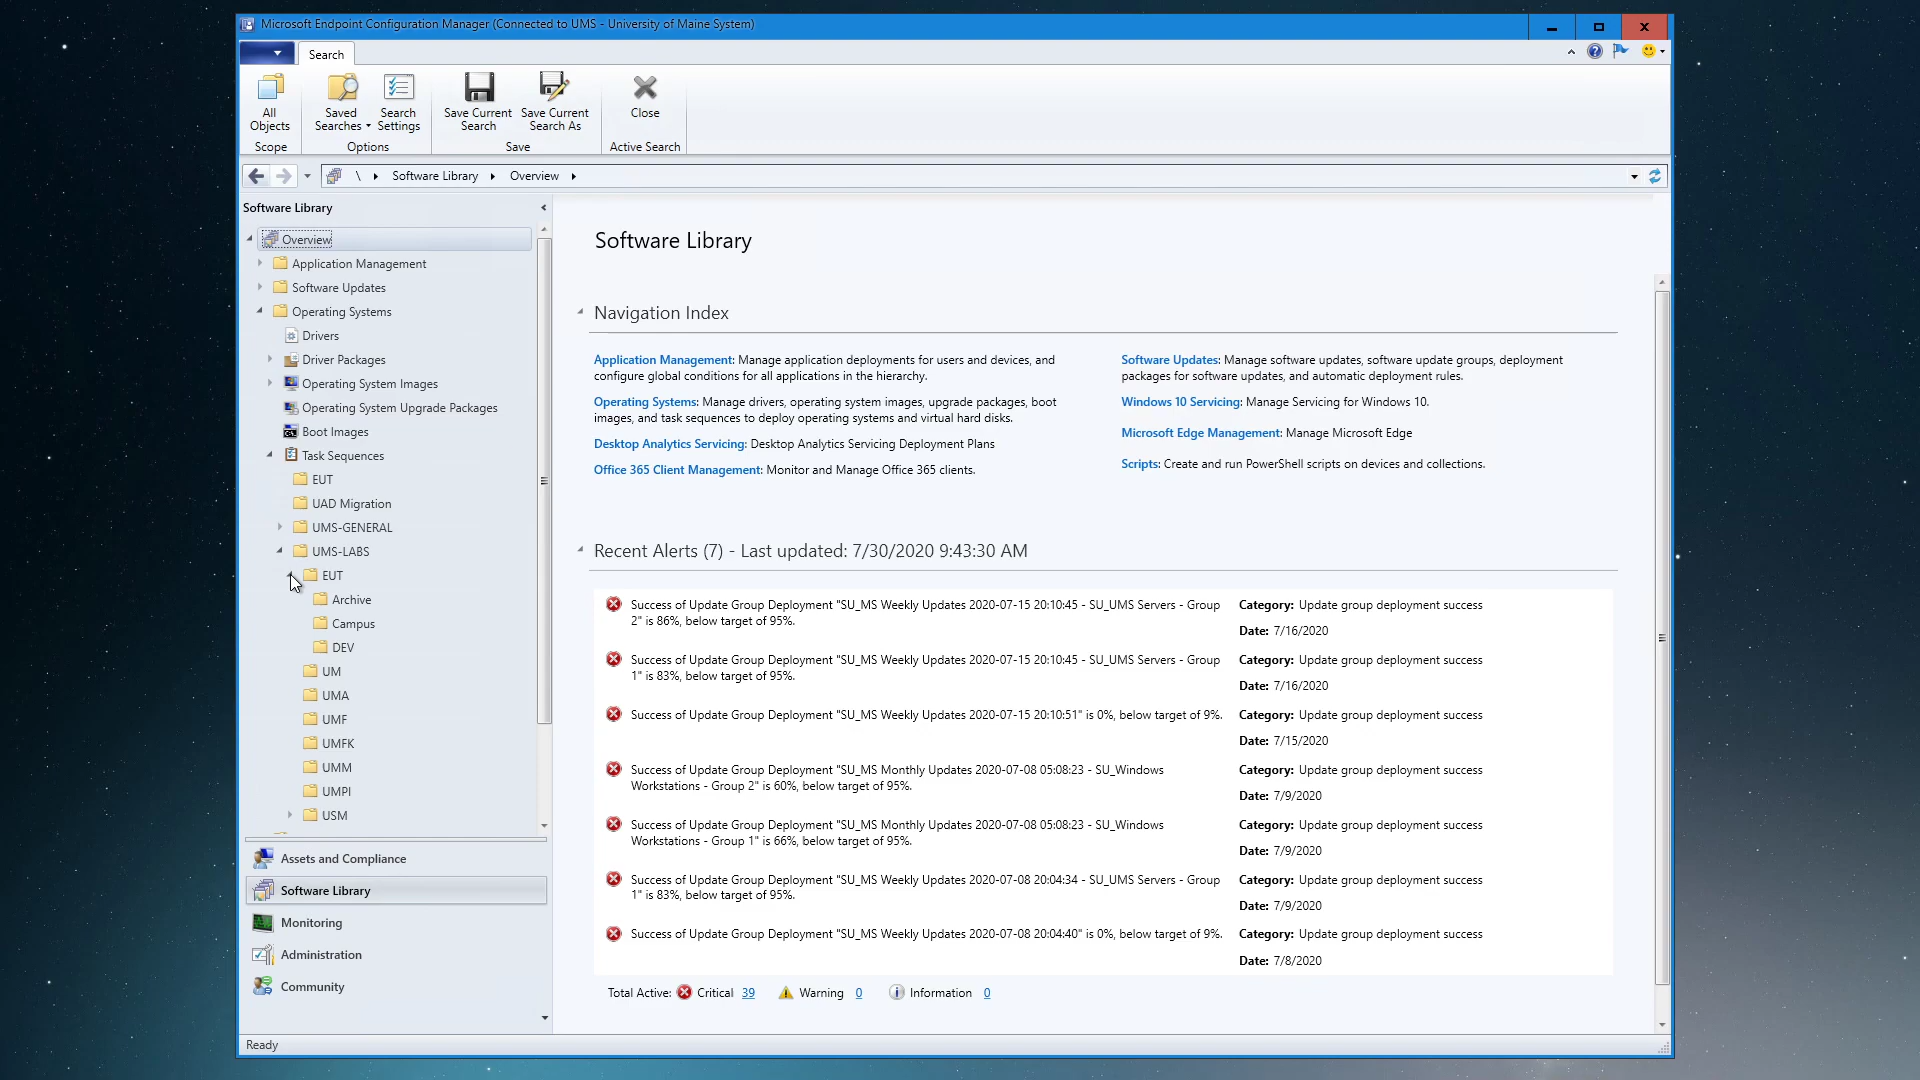 Microsoft Endpoint Configuration Manager (Connected to UMS - University of Maine System)
Search
All Objects
Saved Searches
Search Settings
Save Current Search
Save Current Search As
Close
Scope
Options
Save
Active Search
\ Software Library Overview
Software Library
Overview
Application Management
Software Updates
Operating Systems
Drivers
Driver Packages
Operating System Images
Operating System Upgrade Packages
Boot Images
Task Sequences
EUT
UAD Migration
UMS-GENERAL
UMS-LABS
EUT
Archive
Campus
DEV
UM
UMA
UMF
UMFK
UMM
UMPI
USM
Assets and Compliance
Software Library
Monitoring
Administration
Community
Software Library
Navigation Index
Application Management: Manage application deployments for users and devices, and
configure global conditions for all applications in the hierarchy.
Operating Systems: Manage drivers, operating system images, upgrade packages, boot
images, and task sequences to deploy operating systems and virtual hard disks.
Desktop Analytics Servicing: Desktop Analytics Servicing Deployment Plans
Office 365 Client Management: Monitor and Manage Office 365 clients.
Software Updates: Manage software updates, software update groups, deployment
packages for software updates, and automatic deployment rules.
Windows 10 Servicing: Manage Servicing for Windows 10.
Microsoft Edge Management: Manage Microsoft Edge
Scripts: Create and run PowerShell scripts on devices and collections.
Recent Alerts (7) - Last updated: 7/30/2020 9:43:30 AM
Success of Update Group Deployment "SU_MS Weekly Updates 2020-07-15 20:10:45 - SU_UMS Servers - Group
2" is 86%, below target of 95%.
Category: Update group deployment success
Date: 7/16/2020
Success of Update Group Deployment "SU_MS Weekly Updates 2020-07-15 20:10:45 - SU_UMS Servers - Group
1" is 83%, below target of 95%.
Category: Update group deployment success
Date: 7/16/2020
Success of Update Group Deployment "SU_MS Weekly Updates 2020-07-15 20:10:51" is 0%, below target of 9%.
Category: Update group deployment success
Date: 7/15/2020
Success of Update Group Deployment "SU_MS Monthly Updates 2020-07-08 05:08:23 - SU_Windows
Workstations - Group 2" is 60%, below target of 95%.
Category: Update group deployment success
Date: 7/9/2020
Success of Update Group Deployment "SU_MS Monthly Updates 2020-07-08 05:08:23 - SU_Windows
Workstations - Group 1" is 66%, below target of 95%.
Category: Update group deployment success
Date: 7/9/2020
Success of Update Group Deployment "SU_MS Weekly Updates 2020-07-08 20:04:34 - SU_UMS Servers - Group
1" is 83%, below target of 95%.
Category: Update group deployment success
Date: 7/9/2020
Success of Update Group Deployment "SU_MS Weekly Updates 2020-07-08 20:04:40" is 0%, below target of 9%.
Category: Update group deployment success
Date: 7/8/2020
Total Active: Critical 39 Warning 0 Information 0
Ready